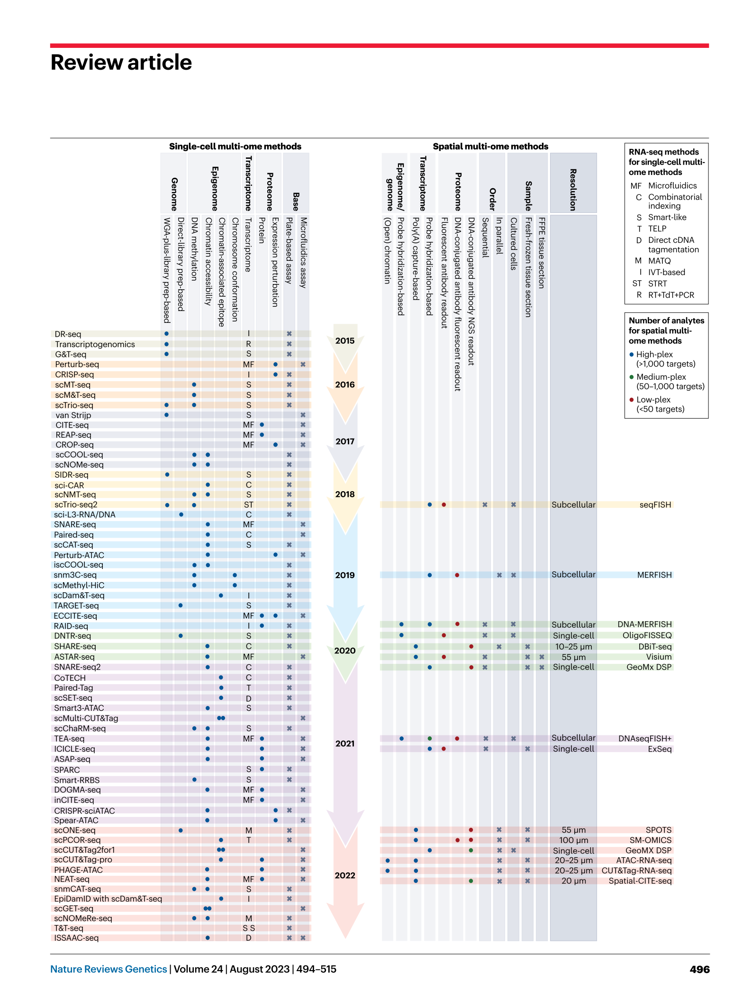 Review article
Single-cell multi-ome methods
Genome
Epigenome
Transcriptome
Proteome
Base
WGA-plus-library prep-based
Direct-library prep-based
DNA methylation
Chromatin accessibility
Chromatin-associated epitope
Chromosome conformation
Transcriptome
Protein
Expression perturbation
Plate-based assay
Microfluidics assay
DR-seq I
Transcriptogenomics R
G&T-seq S
Perturb-seq MF
CRISP-seq I
scMT-seq S
scM&T-seq S
scTrio-seq S
van Strijp S
CITE-seq MF
REAP-seq MF
CROP-seq MF
scCOOL-seq
scNOMe-seq
SIDR-seq S
sci-CAR C
scNMT-seq S
scTrio-seq2 ST
sci-L3-RNA/DNA C
SNARE-seq MF
Paired-seq C
scCAT-seq S
Perturb-ATAC
iscCOOL-seq
snm3C-seq
scMethyl-HiC
scDam&T-seq I
TARGET-seq S
ECCITE-seq MF
RAID-seq I
DNTR-seq S
SHARE-seq C
ASTAR-seq MF
SNARE-seq2 C
CoTECH C
Paired-Tag T
scSET-seq D
Smart3-ATAC S
scMulti-CUT&Tag
scChaRM-seq S
TEA-seq MF
ICICLE-seq
ASAP-seq
SPARC S
Smart-RRBS S
DOGMA-seq MF
inCITE-seq MF
CRISPR-sciATAC
Spear-ATAC
scONE-seq M
scPCOR-seq T
scCUT&Tag2for1
scCUT&Tag-pro
PHAGE-ATAC
NEAT-seq MF
snmCAT-seq S
EpiDamID with scDam&T-seq I
scGET-seq
scNOMeRe-seq M
T&T-seq S S
ISSAAC-seq D
2015
2016
2017
2018
2019
2020
2021
2022
Spatial multi-ome methods
Epigenome/
genome
Transcriptome
Proteome
Order
Sample
Resolution
(Open) chromatin
Probe hybridization-based
Poly(A) capture-based
Probe hybridization-based
Fluorescent antibody readout
DNA-conjugated antibody fluorescent readout
DNA-conjugated antibody NGS readout
Sequential
In parallel
Cultured cells
Fresh-frozen tissue section
FFPE tissue section
Subcellular seqFISH
Subcellular MERFISH
Subcellular DNA-MERFISH
Single-cell OligoFISSEQ
10–25 µm DBiT-seq
55 µm Visium
Single-cell GeoMx DSP
Subcellular DNAseqFISH+
Single-cell ExSeq
55 µm SPOTS
100 µm SM-OMICS
Single-cell GeoMX DSP
20–25 µm ATAC-RNA-seq
20–25 µm CUT&Tag-RNA-seq
20 µm Spatial-CITE-seq
RNA-seq methods
for single-cell multi-
ome methods
MF Microfluidics
C Combinatorial
indexing
S Smart-like
T TELP
D Direct cDNA
tagmentation
M MATQ
I IVT-based
ST STRT
R RT+TdT+PCR
Number of analytes
for spatial multi-
ome methods
High-plex
(>1,000 targets)
Medium-plex
(50–1,000 targets)
Low-plex
(<50 targets)
Nature Reviews Genetics | Volume 24 | August 2023 | 494–515
496